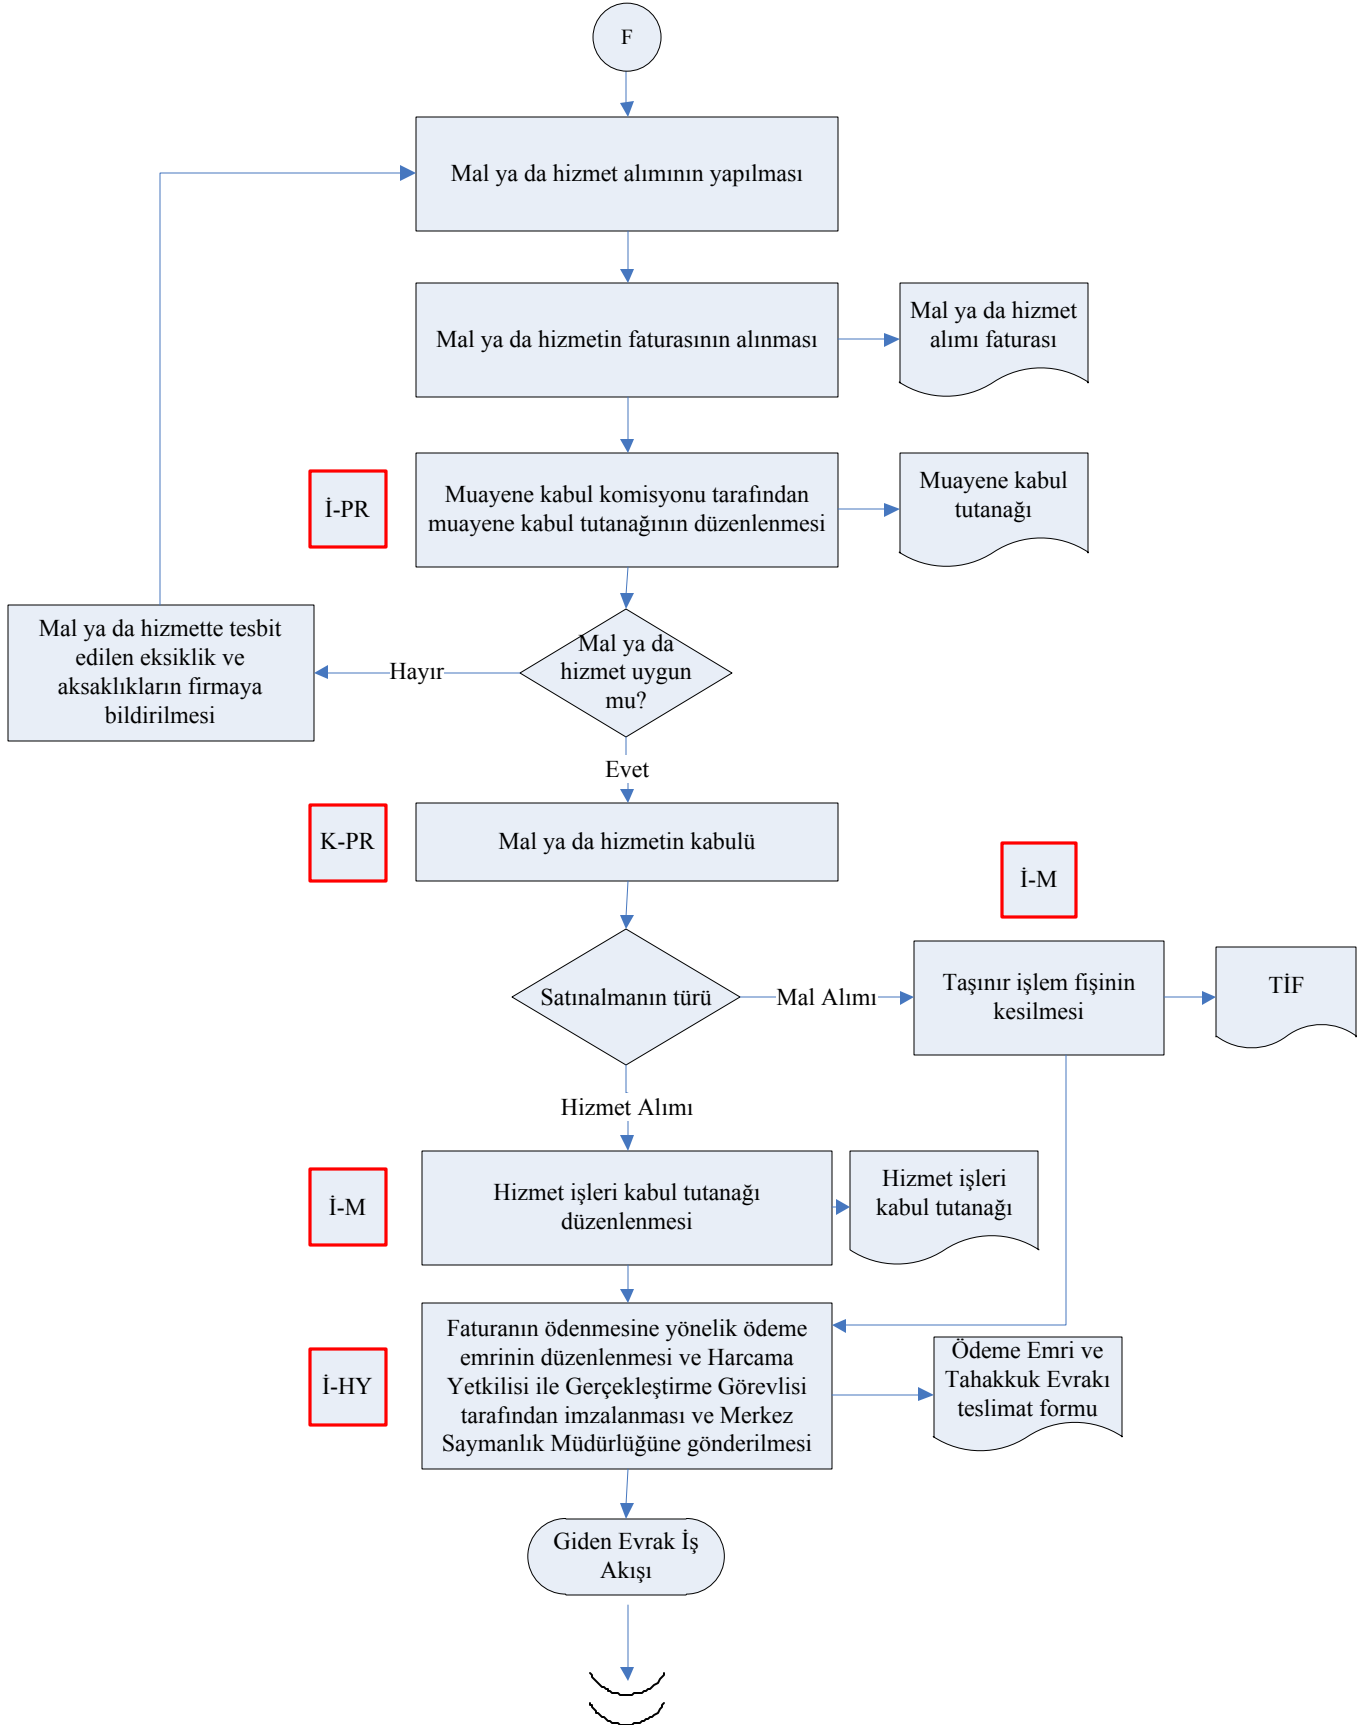 F
Mal ya da hizmet alımının yapılması
Mal ya da hizmetin faturasının alınması
Mal ya da hizmet
alımı faturası
İ-PR
Muayene kabul komisyonu tarafından
muayene kabul tutanağının düzenlenmesi
Muayene kabul
tutanağı
Mal ya da hizmette tesbit
edilen eksiklik ve
aksaklıkların firmaya
bildirilmesi
Hayır
Mal ya da
hizmet uygun
mu?
Evet
K-PR
Mal ya da hizmetin kabulü
İ-M
Satınalmanın türü
Mal Alımı
Taşınır işlem fişinin
kesilmesi
TİF
Hizmet Alımı
İ-M
Hizmet işleri kabul tutanağı
düzenlenmesi
Hizmet işleri
kabul tutanağı
İ-HY
Faturanın ödenmesine yönelik ödeme
emrinin düzenlenmesi ve Harcama
Yetkilisi ile Gerçekleştirme Görevlisi
tarafından imzalanması ve Merkez
Saymanlık Müdürlüğüne gönderilmesi
Ödeme Emri ve
Tahakkuk Evrakı
teslimat formu
Giden Evrak İş
Akışı